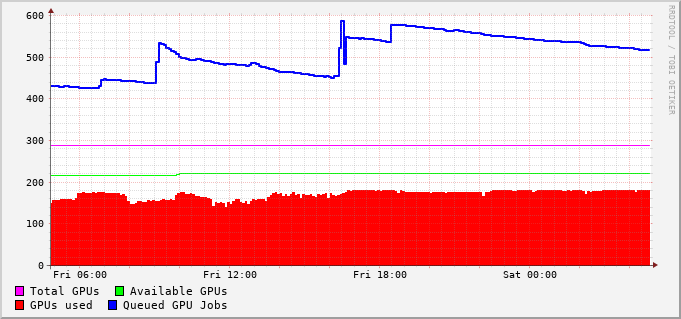 600
500
400
300
200
100
0
Fri 06:00 Fri 12:00 Fri 18:00 Sat 00:00
Total GPUs Available GPUs
GPUs used Queued GPU Jobs
RRDTOOL / TOBI OETIKER